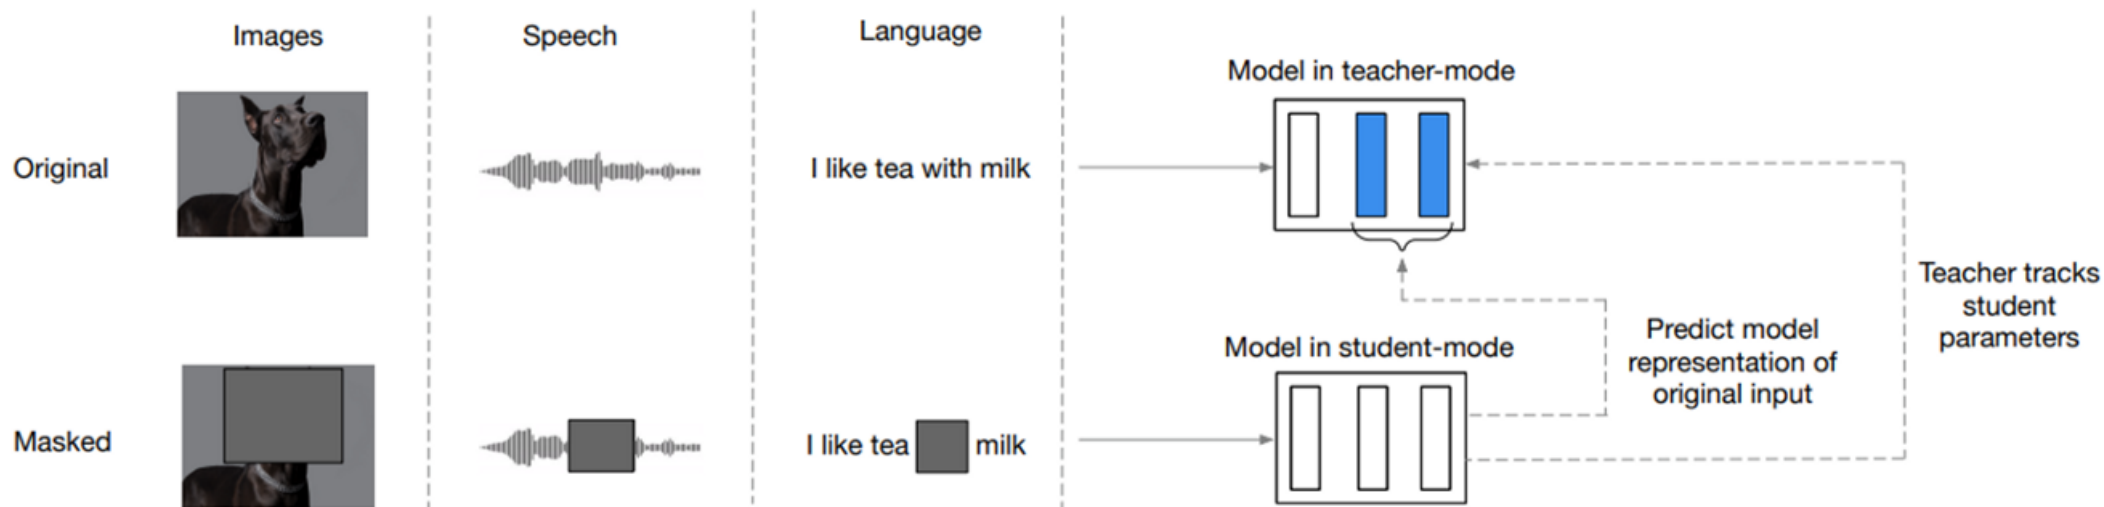 Images
Speech
Language
Model in teacher-mode
Original
I like tea with milk
Teacher tracks
student
parameters
Predict model
representation of
original input
Model in student-mode
Masked
I like tea milk